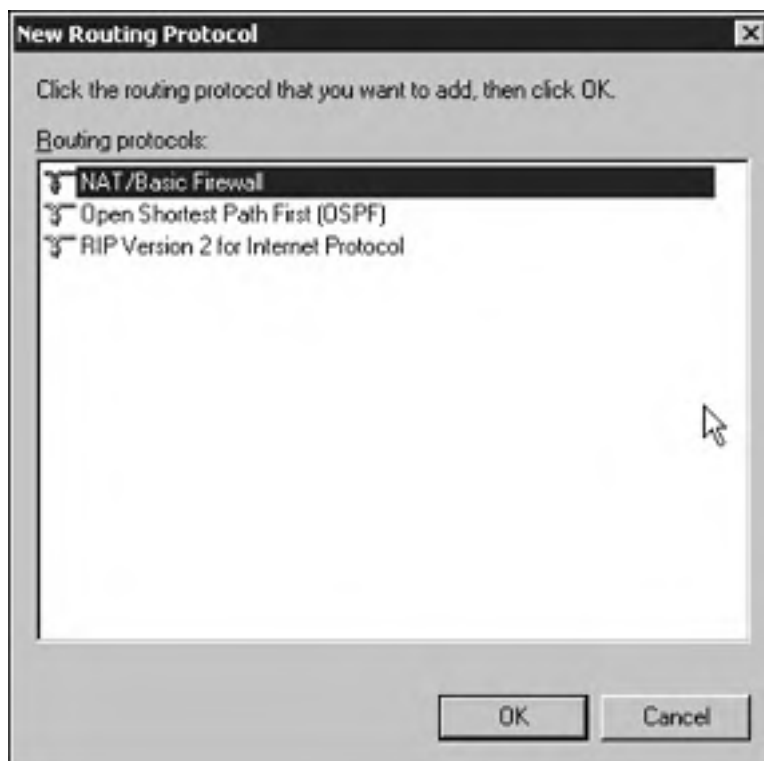 New Routing Protocol
Click the routing protocol that you want to add, then click OK.
Routing protocols:
NAT/Basic Firewall
Open Shortest Path First (OSPF)
RIP Version 2 for Internet Protocol
OK
Cancel